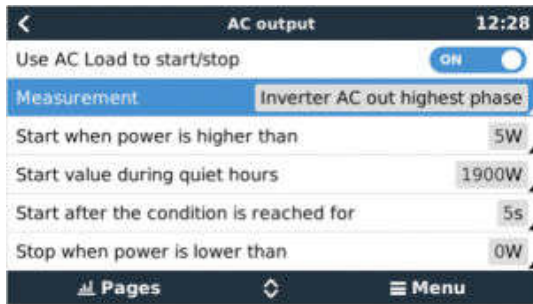 AC output 12:28
Use AC Load to start/stop ON
Measurement Inverter AC out highest phase
Start when power is higher than 5W
Start value during quiet hours 1900W
Start after the condition is reached for 5s
Stop when power is lower than 0W
Pages Menu